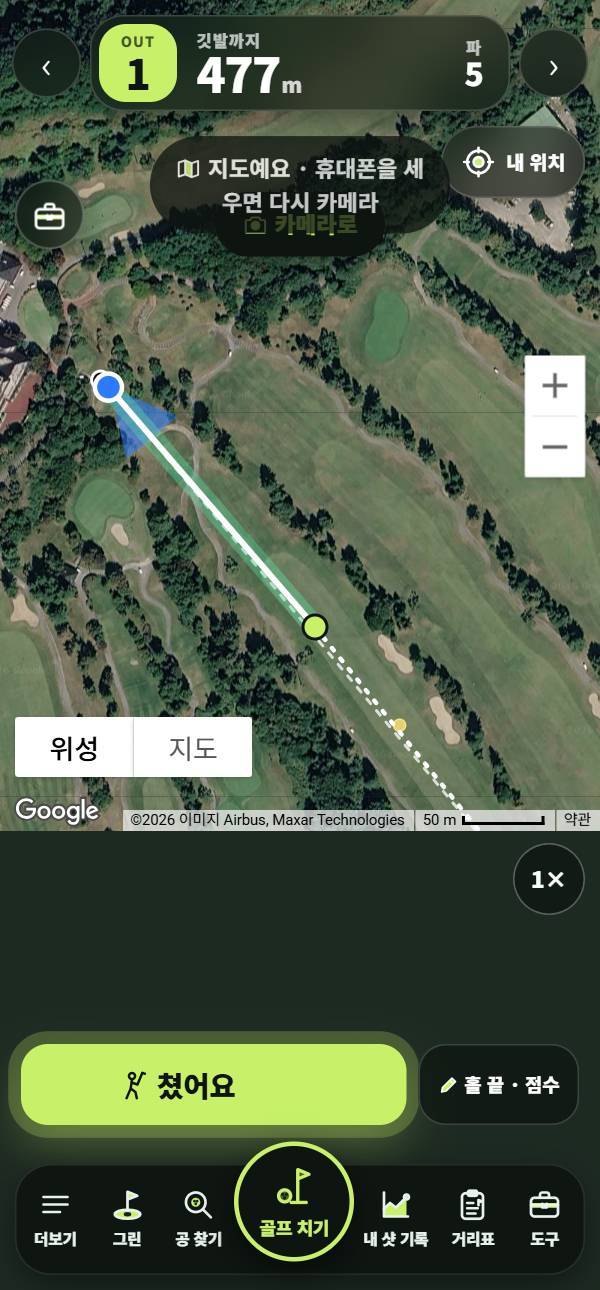 OUT
1
깃발까지
477m
파
5
‹
›
지도예요 · 휴대폰을 세
우면 다시 카메라
카메라로
내 위치
+
−
위성
지도
Google
©2026 이미지 Airbus, Maxar Technologies
50 m
약관
1×
쳤어요
홀 끝 · 점수
더보기
그린
공 찾기
골프 치기
내 샷 기록
거리표
도구